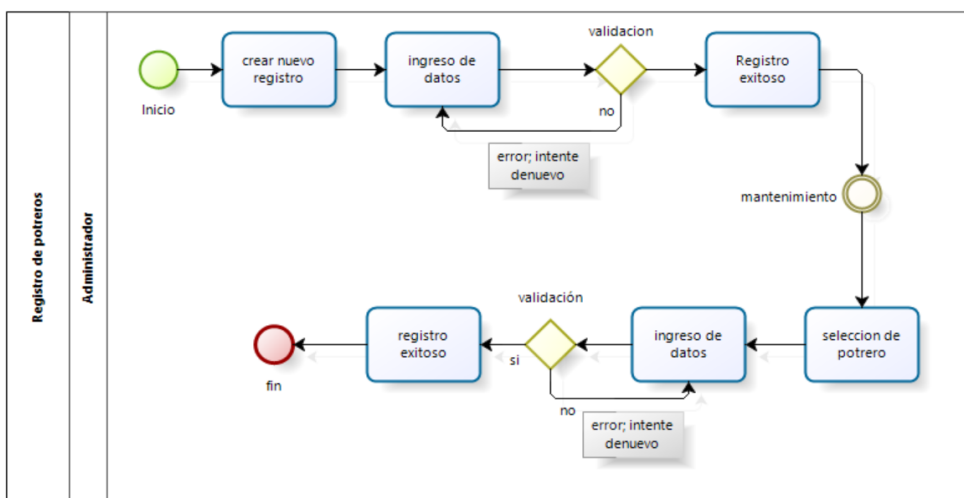 Registro de potreros
Administrador
Inicio
crear nuevo
registro
ingreso de
datos
validacion
no
error; intente
denuevo
Registro
exitoso
mantenimiento
seleccion de
potrero
ingreso de
datos
validación
si
no
error; intente
denuevo
registro
exitoso
fin